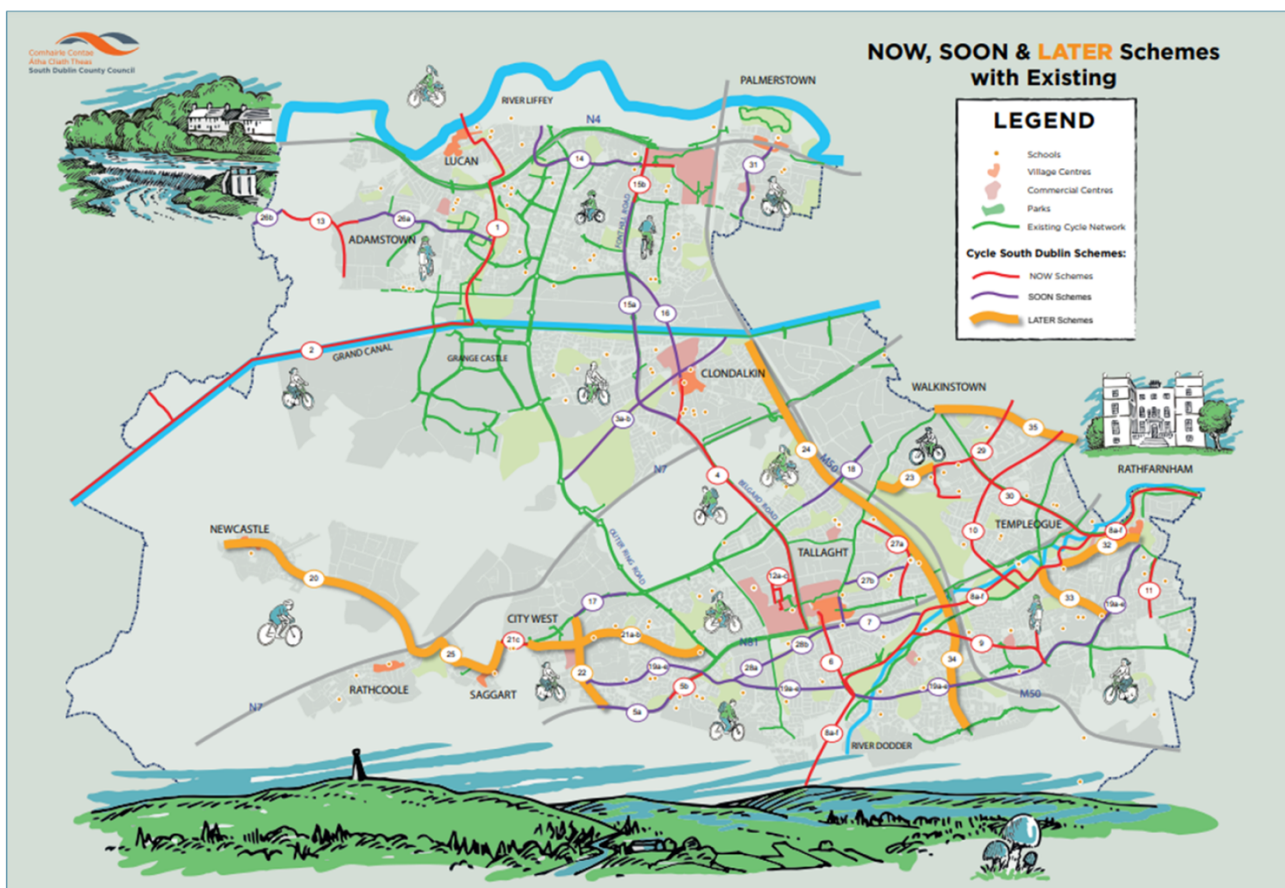 Comhairle Contae
Átha Cliath Theas
South Dublin County Council
NOW, SOON & LATER Schemes
with Existing
LEGEND
Schools
Village Centres
Commercial Centres
Parks
Existing Cycle Network
Cycle South Dublin Schemes:
NOW Schemes
SOON Schemes
LATER Schemes
PALMERSTOWN
RIVER LIFFEY
N4
LUCAN
14
31
15b
FONTHILL ROAD
26b
13
26a
1
ADAMSTOWN
15a
16
2
GRAND CANAL
GRANGE CASTLE
CLONDALKIN
WALKINSTOWN
3a-b
35
24
M50
29
N7
18
23
4
BELGARD ROAD
RATHFARNHAM
30
NEWCASTLE
OUTER RING ROAD
10
TEMPLEOGUE
8a-f
32
27a
TALLAGHT
20
12a-c
27b
11
17
8a-f
33
19a-e
CITY WEST
7
21c
21a-b
N81
28b
9
25
22
19a-e
28a
6
34
RATHCOOLE
SAGGART
5b
19a-e
19a-e
M50
N7
5a
8a-f
RIVER DODDER